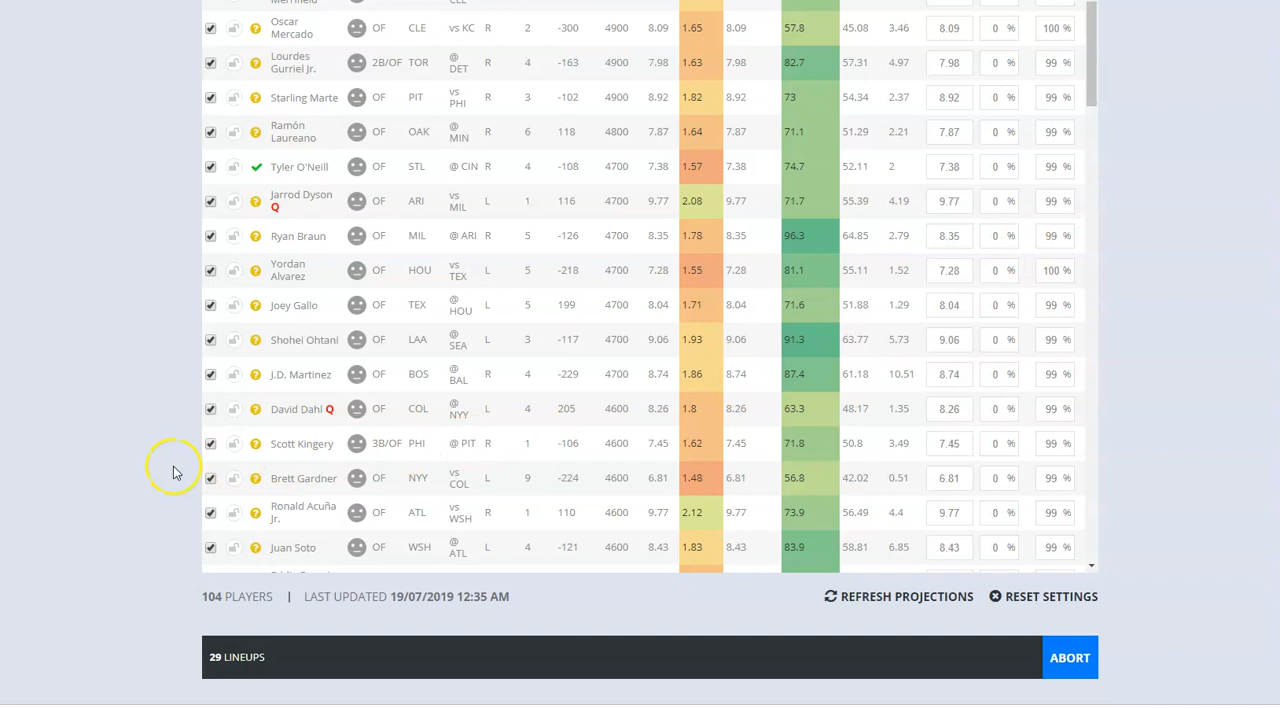 Oscar Mercado OF CLE vs KC R 2 -300 4900 8.09 1.65 8.09 57.8 45.08 3.46 8.09 0 % 100 %
Lourdes Gurriel Jr. 2B/OF TOR @ DET R 4 -163 4900 7.98 1.63 7.98 82.7 57.31 4.97 7.98 0 % 99 %
Starling Marte OF PIT vs PHI R 3 -102 4900 8.92 1.82 8.92 73 54.34 2.37 8.92 0 % 99 %
Ramón Laureano OF OAK @ MIN R 6 118 4800 7.87 1.64 7.87 71.1 51.29 2.21 7.87 0 % 99 %
Tyler O'Neill OF STL @ CIN R 4 -108 4700 7.38 1.57 7.38 74.7 52.11 2 7.38 0 % 99 %
Jarrod Dyson Q OF ARI vs MIL L 1 116 4700 9.77 2.08 9.77 71.7 55.39 4.19 9.77 0 % 99 %
Ryan Braun OF MIL @ ARI R 5 -126 4700 8.35 1.78 8.35 96.3 64.85 2.79 8.35 0 % 99 %
Yordan Alvarez OF HOU vs TEX L 5 -218 4700 7.28 1.55 7.28 81.1 55.11 1.52 7.28 0 % 100 %
Joey Gallo OF TEX @ HOU L 5 199 4700 8.04 1.71 8.04 71.6 51.88 1.29 8.04 0 % 99 %
Shohei Ohtani OF LAA @ SEA L 3 -117 4700 9.06 1.93 9.06 91.3 63.77 5.73 9.06 0 % 99 %
J.D. Martinez OF BOS @ BAL R 4 -229 4700 8.74 1.86 8.74 87.4 61.18 10.51 8.74 0 % 99 %
David Dahl Q OF COL @ NYY L 4 205 4600 8.26 1.8 8.26 63.3 48.17 1.35 8.26 0 % 99 %
Scott Kingery 3B/OF PHI @ PIT R 1 -106 4600 7.45 1.62 7.45 71.8 50.8 3.49 7.45 0 % 99 %
Brett Gardner OF NYY vs COL L 9 -224 4600 6.81 1.48 6.81 56.8 42.02 0.51 6.81 0 % 99 %
Ronald Acuña Jr. OF ATL vs WSH R 1 110 4600 9.77 2.12 9.77 73.9 56.49 4.4 9.77 0 % 99 %
Juan Soto OF WSH @ ATL L 4 -121 4600 8.43 1.83 8.43 83.9 58.81 6.85 8.43 0 % 99 %
104 PLAYERS | LAST UPDATED 19/07/2019 12:35 AM REFRESH PROJECTIONS RESET SETTINGS
29 LINEUPS ABORT